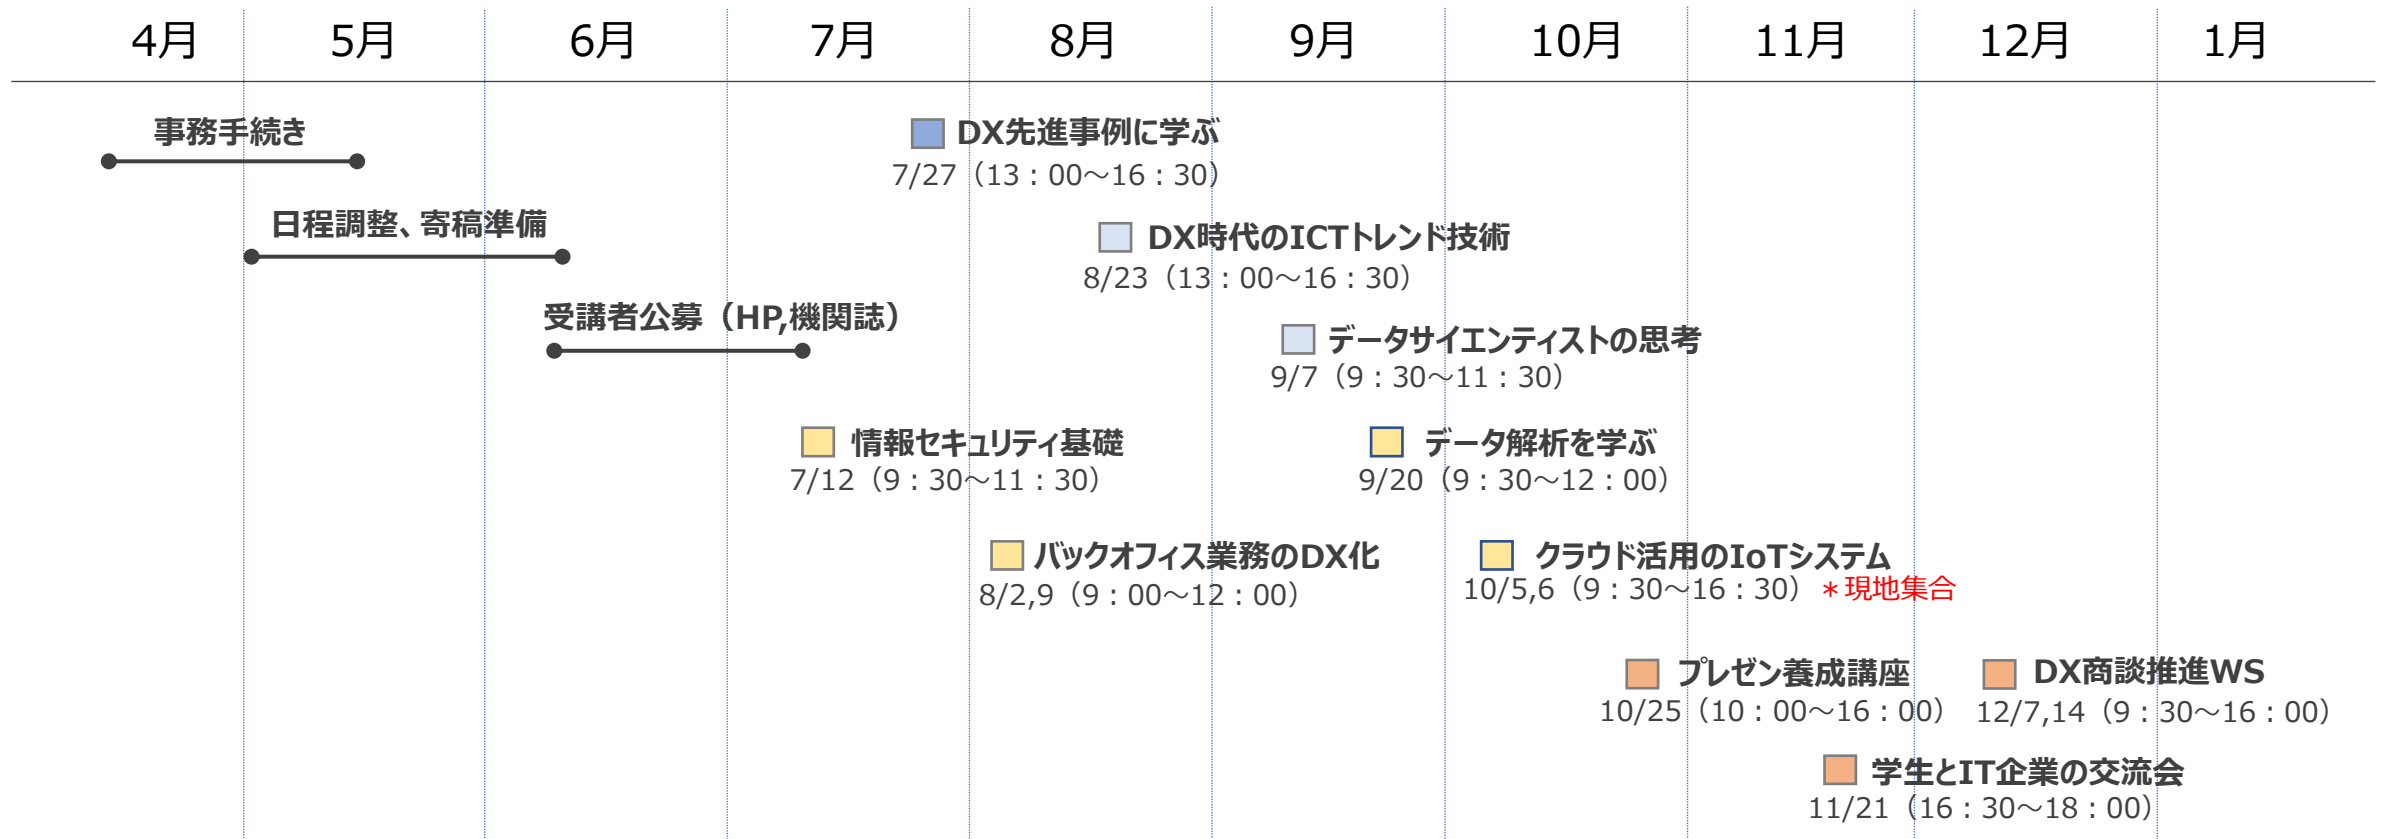 4月 5月 6月 7月 8月 9月 10月 11月 12月 1月
事務手続き
日程調整、寄稿準備
受講者公募（HP,機関誌）
DX先進事例に学ぶ
7/27（13：00～16：30）
DX時代のICTトレンド技術
8/23（13：00～16：30）
データサイエンティストの思考
9/7（9：30～11：30）
情報セキュリティ基礎
7/12（9：30～11：30）
データ解析を学ぶ
9/20（9：30～12：00）
バックオフィス業務のDX化
8/2,9（9：00～12：00）
クラウド活用のIoTシステム
10/5,6（9：30～16：30）＊現地集合
プレゼン養成講座
10/25（10：00～16：00）
DX商談推進WS
12/7,14（9：30～16：00）
学生とIT企業の交流会
11/21（16：30～18：00）